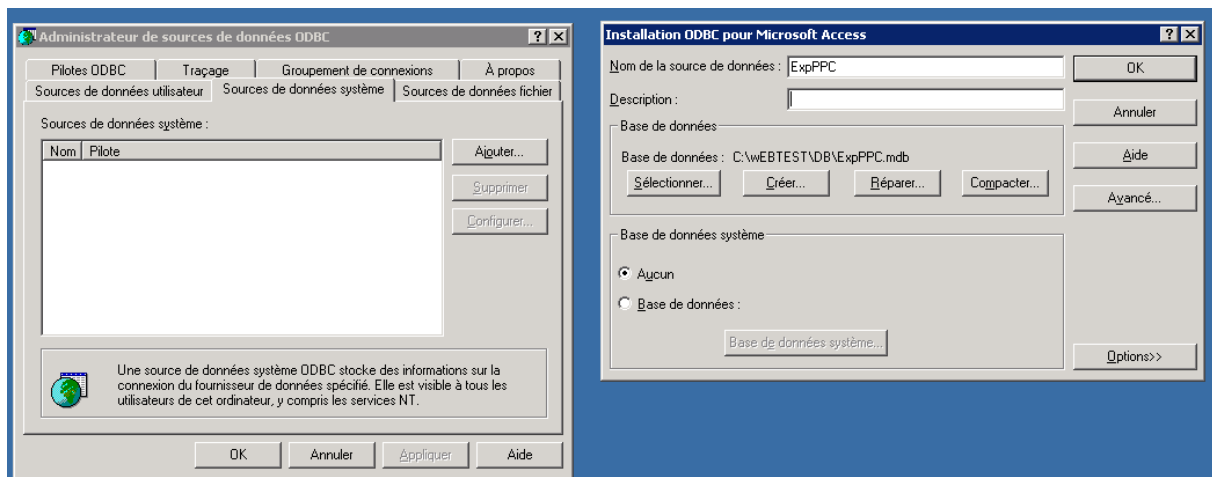 Administrateur de sources de données ODBC
Pilotes ODBC Traçage Groupement de connexions À propos
Sources de données utilisateur Sources de données système Sources de données fichier
Sources de données système :
Nom Pilote
Ajouter...
Supprimer
Configurer...
Une source de données système ODBC stocke des informations sur la
connexion du fournisseur de données spécifié. Elle est visible à tous les
utilisateurs de cet ordinateur, y compris les services NT.
OK Annuler Appliquer Aide
Installation ODBC pour Microsoft Access
Nom de la source de données : ExpPPC
OK
Description :
Annuler
Base de données
Base de données : C:\wEBTEST\DB\ExpPPC.mdb
Aide
Sélectionner... Créer... Réparer... Compacter...
Avancé...
Base de données système
Aucun
Base de données :
Base de données système...
Options>>